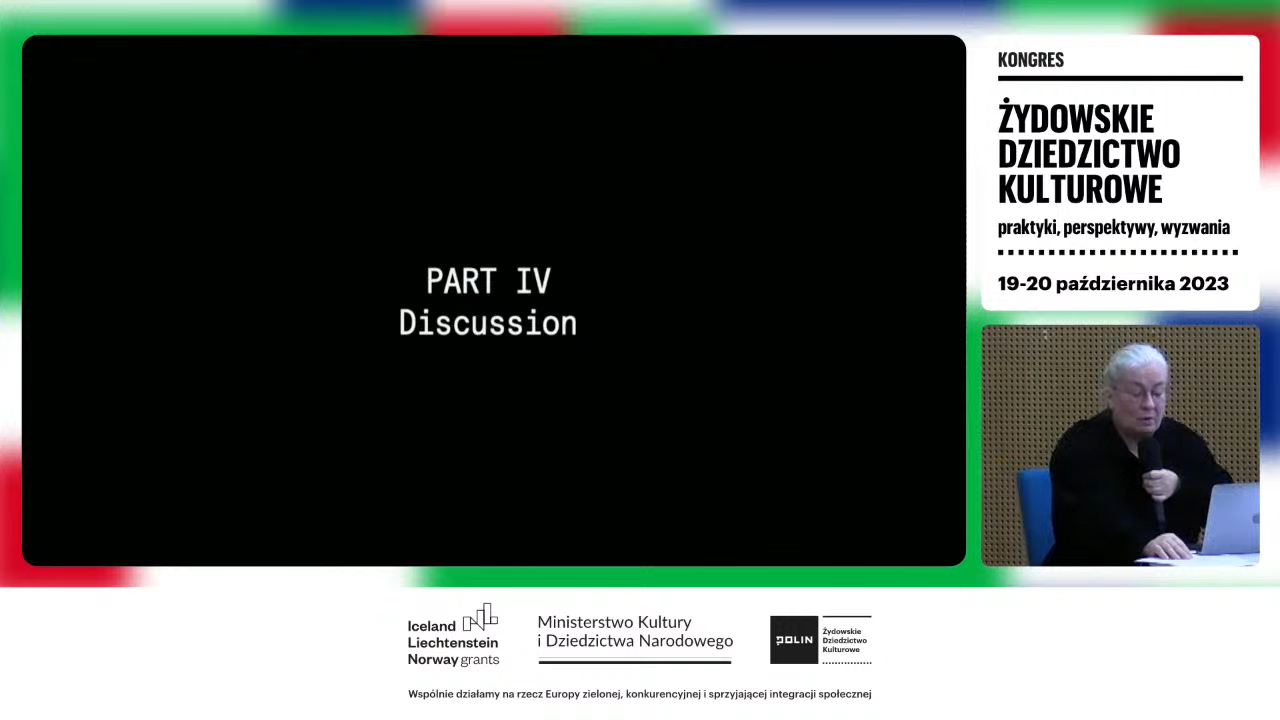 PART IV
Discussion
KONGRES
ŻYDOWSKIE
DZIEDZICTWO
KULTUROWE
praktyki, perspektywy, wyzwania
19-20 października 2023
Iceland
Liechtenstein
Norway grants
Ministerstwo Kultury
i Dziedzictwa Narodowego
POLIN
Żydowskie
Dziedzictwo
Kulturowe
Wspólnie działamy na rzecz Europy zielonej, konkurencyjnej i sprzyjającej integracji społecznej